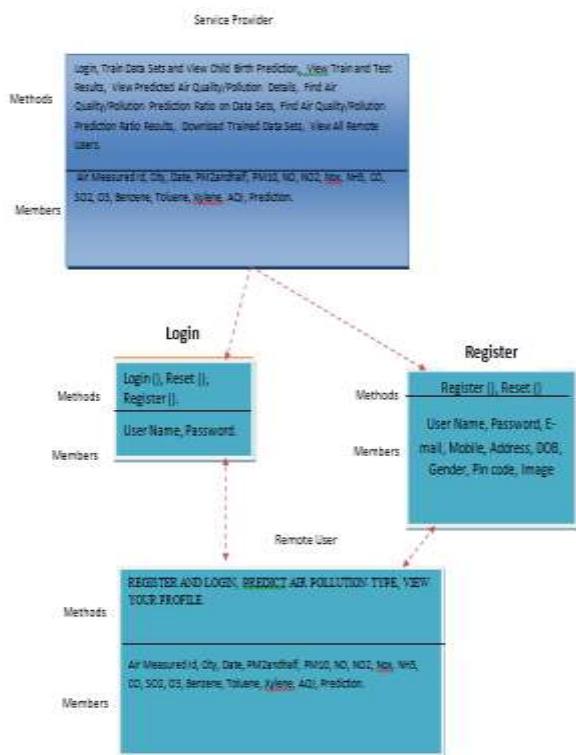 Service Provider
Methods
Login, Train Data Sets and View Child Birth Prediction, View Train and Test
Results, View Predicted Air Quality/Pollution Details, Find Air
Quality/Pollution Prediction Ratio on Data Sets, Find Air Quality/Pollution
Prediction Ratio Results, Download Trained Data Sets, View All Remote
Users.
Members
Air Measured Id, City, Date, PM2andhalf, PM10, NO, NO2, Nox, NH3, CO,
SO2, O3, Benzene, Toluene, Xylene, AQI, Prediction.
Login
Methods
Login (), Reset (),
Register ().
Members
User Name, Password.
Register
Methods
Register (), Reset ()
Members
User Name, Password, E-
mail, Mobile, Address, DOB,
Gender, Pin code, Image
Remote User
Methods
REGISTER AND LOGIN, PREDICT AIR POLLUTION TYPE, VIEW
YOUR PROFILE.
Members
Air Measured Id, City, Date, PM2andhalf, PM10, NO, NO2, Nox, NH3,
CO, SO2, O3, Benzene, Toluene, Xylene, AQI, Prediction.